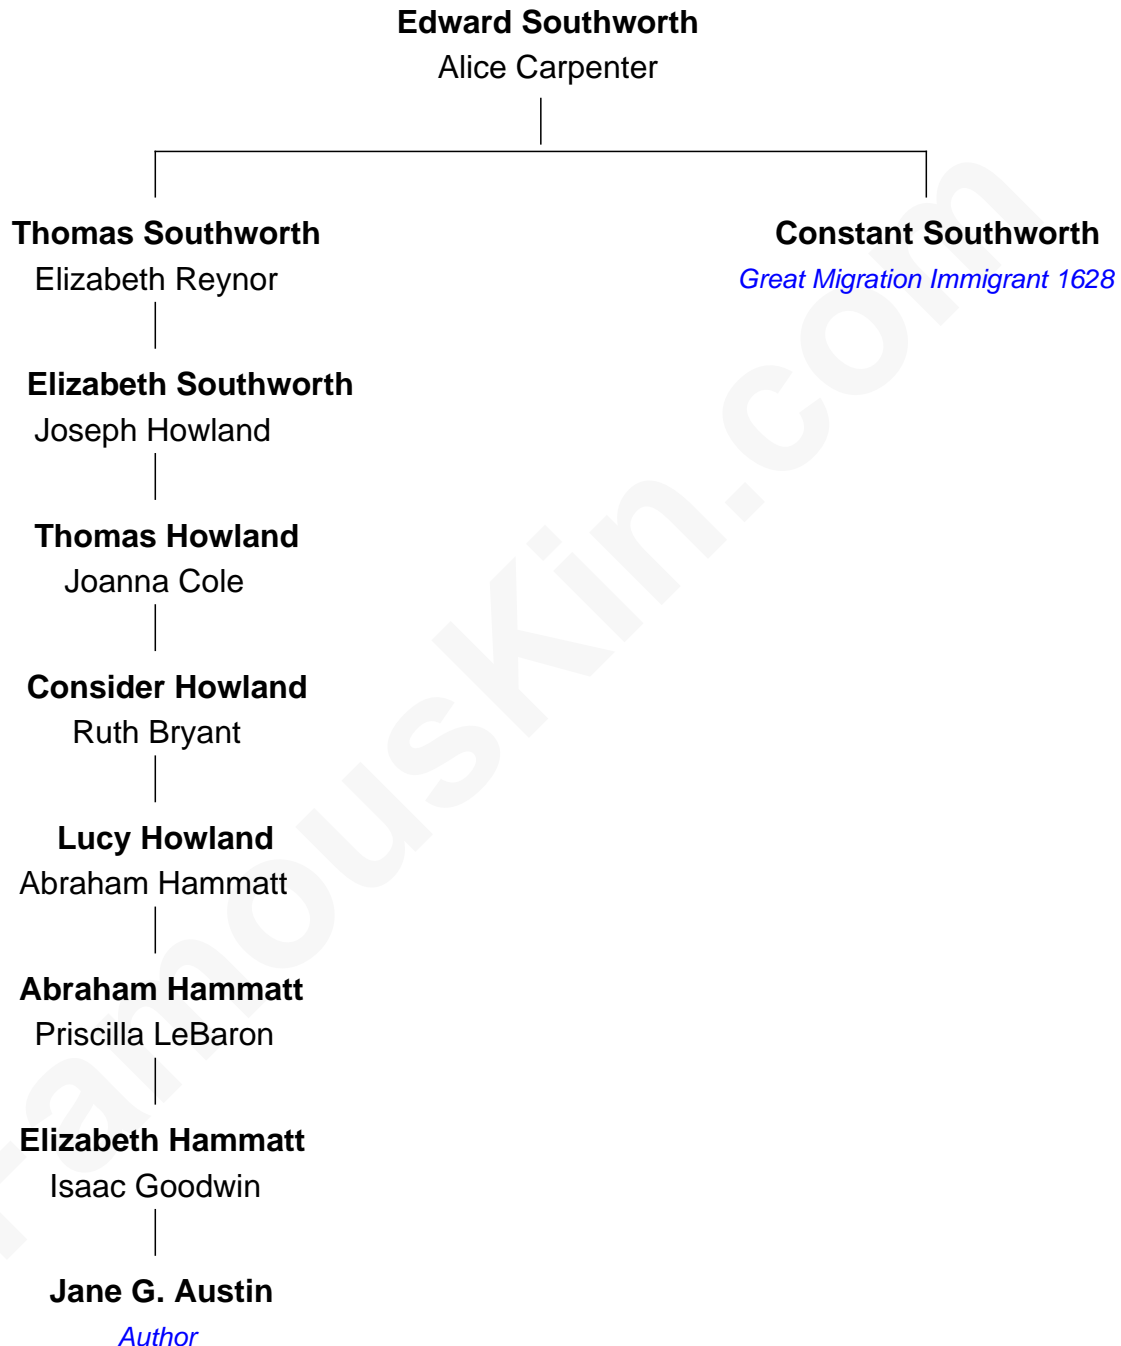 Edward Southworth
Alice Carpenter
Thomas Southworth
Elizabeth Reynor
Constant Southworth
Great Migration Immigrant 1628
Elizabeth Southworth
Joseph Howland
Thomas Howland
Joanna Cole
Consider Howland
Ruth Bryant
Lucy Howland
Abraham Hammatt
Abraham Hammatt
Priscilla LeBaron
Elizabeth Hammatt
Isaac Goodwin
Jane G. Austin
Author
FamousKin.com